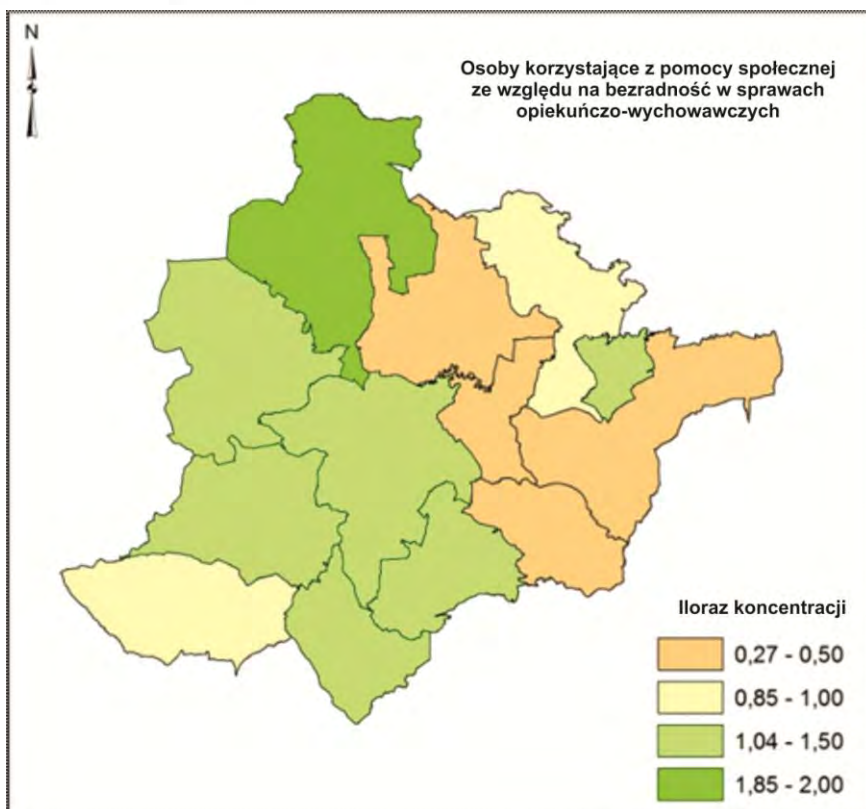 N
Osoby korzystające z pomocy społecznej
ze względu na bezradność w sprawach
opiekuńczo-wychowawczych
Iloraz koncentracji
0,27 - 0,50
0,85 - 1,00
1,04 - 1,50
1,85 - 2,00